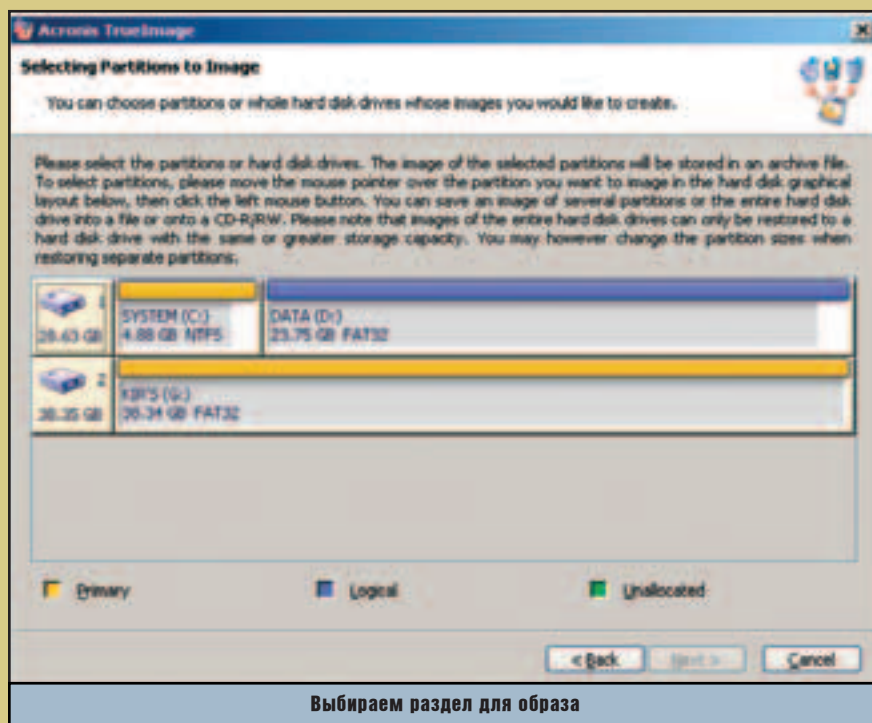 Acronis TrueImage
Selecting Partitions to Image
You can choose partitions or whole hard disk drives whose images you would like to create.
Please select the partitions or hard disk drives. The image of the selected partitions will be stored in an archive file.
To select partitions, please move the mouse pointer over the partition you want to image in the hard disk graphical
layout below, then click the left mouse button. You can save an image of several partitions or the entire hard disk
drive into a file or onto a CD-R/RW. Please note that images of the entire hard disk drives can only be restored to a
hard disk drive with the same or greater storage capacity. You may however change the partition sizes when
restoring separate partitions.
1
28.63 GB
SYSTEM (C:)
4.88 GB NTFS
DATA (D:)
23.75 GB FAT32
2
38.35 GB
KIR'S (G:)
38.34 GB FAT32
Primary
Logical
Unallocated
< Back
Next >
Cancel
Выбираем раздел для образа